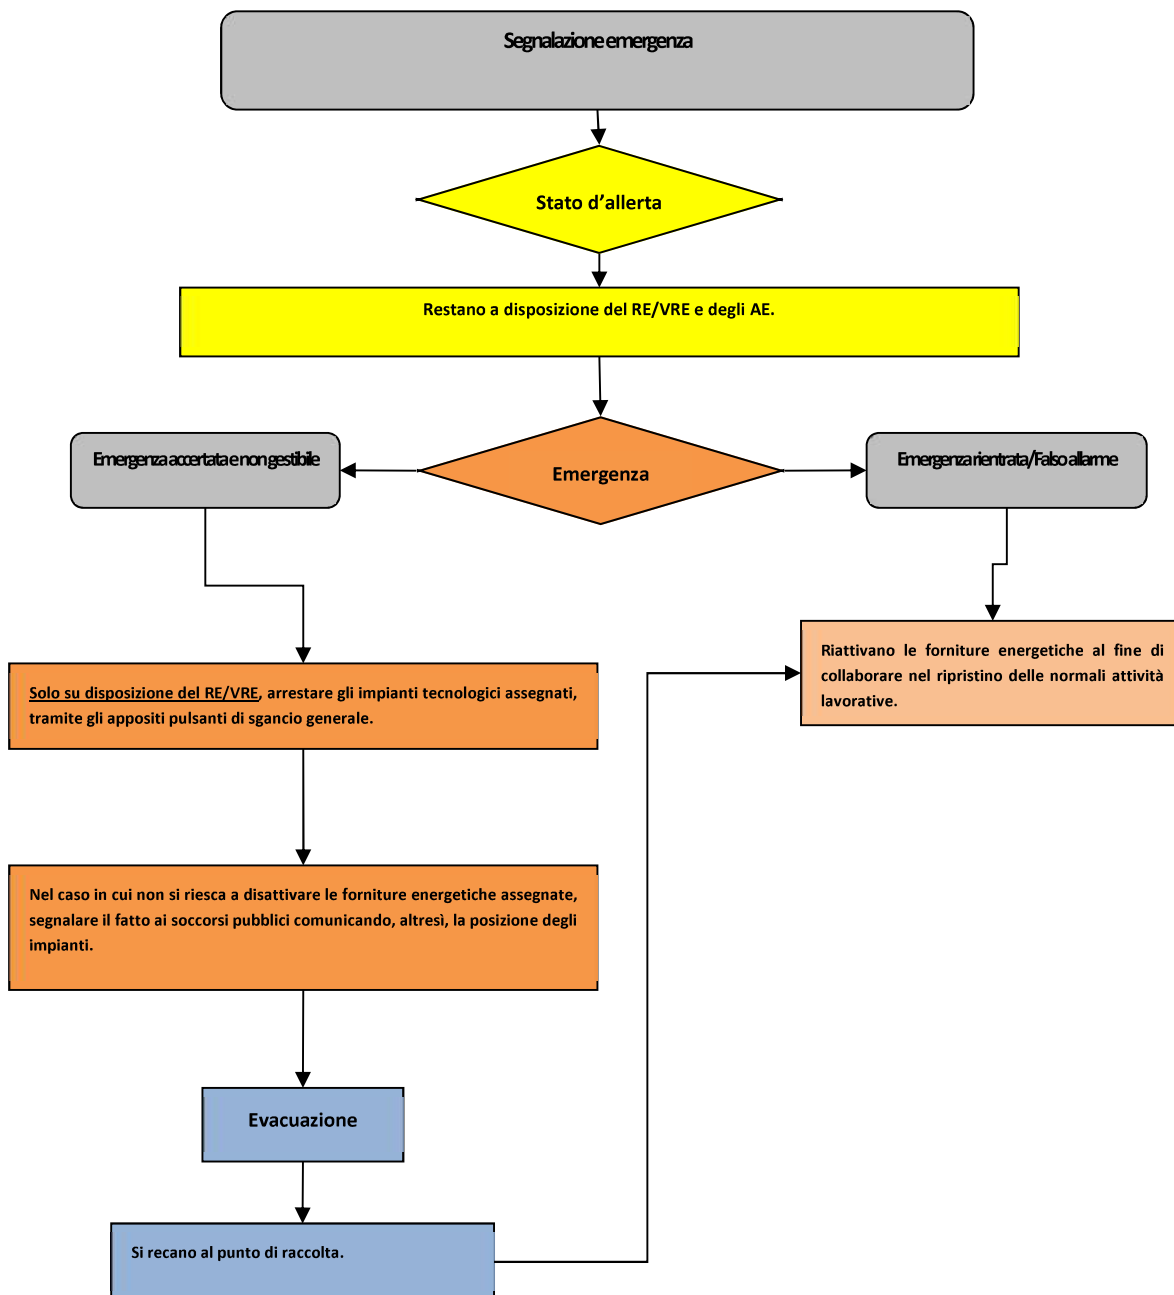 Segnalazione emergenza
Stato d’allerta
Restano a disposizione del RE/VRE e degli AE.
Emergenza accertata e non gestibile
Emergenza
Emergenza rientrata/Falso allarme
Solo su disposizione del RE/VRE, arrestare gli impianti tecnologici assegnati,
tramite gli appositi pulsanti di sgancio generale.
Riattivano le forniture energetiche al fine di
collaborare nel ripristino delle normali attività
lavorative.
Nel caso in cui non si riesca a disattivare le forniture energetiche assegnate,
segnalare il fatto ai soccorsi pubblici comunicando, altresì, la posizione degli
impianti.
Evacuazione
Si recano al punto di raccolta.